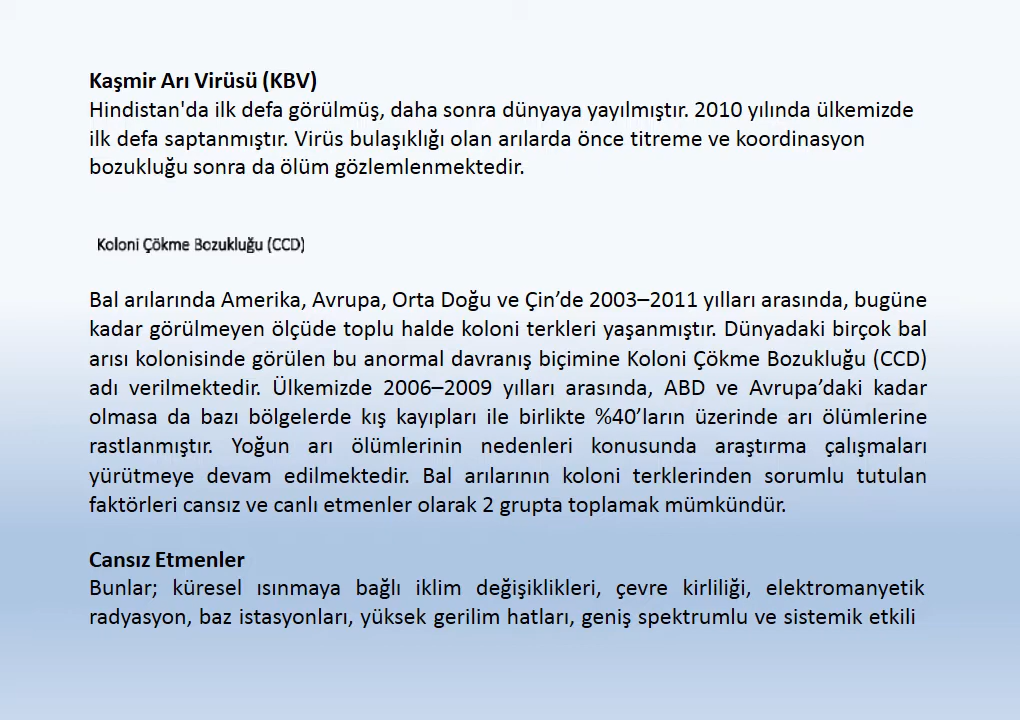 Kaşmir Arı Virüsü (KBV)
Hindistan'da ilk defa görülmüş, daha sonra dünyaya yayılmıştır. 2010 yılında ülkemizde
ilk defa saptanmıştır. Virüs bulaşıklığı olan arılarda önce titreme ve koordinasyon
bozukluğu sonra da ölüm gözlemlenmektedir.
Koloni Çökme Bozukluğu (CCD)
Bal arılarında Amerika, Avrupa, Orta Doğu ve Çin’de 2003–2011 yılları arasında, bugüne
kadar görülmeyen ölçüde toplu halde koloni terkleri yaşanmıştır. Dünyadaki birçok bal
arısı kolonisinde görülen bu anormal davranış biçimine Koloni Çökme Bozukluğu (CCD)
adı verilmektedir. Ülkemizde 2006–2009 yılları arasında, ABD ve Avrupa’daki kadar
olmasa da bazı bölgelerde kış kayıpları ile birlikte %40’ların üzerinde arı ölümlerine
rastlanmıştır. Yoğun arı ölümlerinin nedenleri konusunda araştırma çalışmaları
yürütmeye devam edilmektedir. Bal arılarının koloni terklerinden sorumlu tutulan
faktörleri cansız ve canlı etmenler olarak 2 grupta toplamak mümkündür.
Cansız Etmenler
Bunlar; küresel ısınmaya bağlı iklim değişiklikleri, çevre kirliliği, elektromanyetik
radyasyon, baz istasyonları, yüksek gerilim hatları, geniş spektrumlu ve sistemik etkili